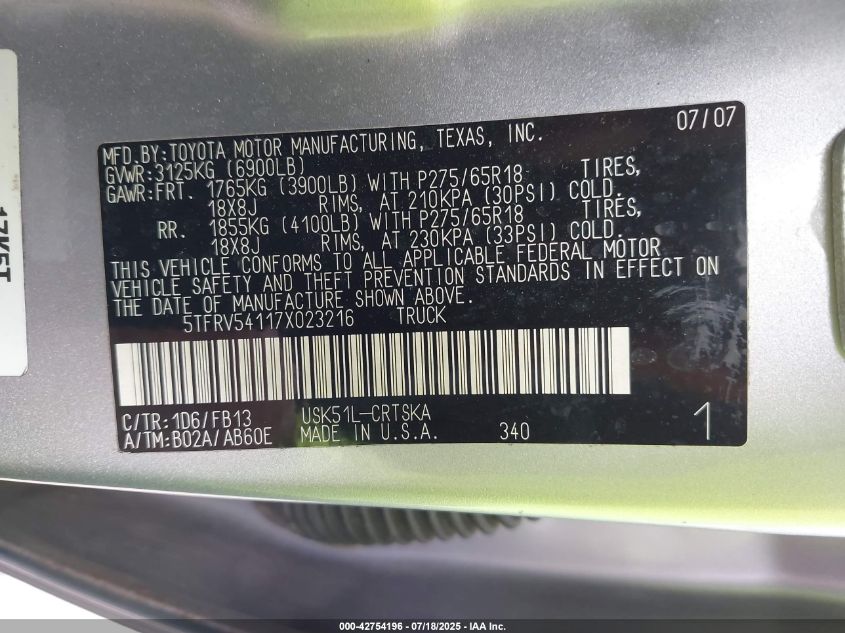 07/07
MFD.BY:TOYOTA MOTOR MANUFACTURING, TEXAS, INC.
GVWR:3125KG (6900LB)
GAWR:FRT. 1765KG (3900LB) WITH P275/65R18 TIRES,
18X8J RIMS, AT 210KPA (30PSI) COLD.
RR. 1855KG (4100LB) WITH P275/65R18 TIRES,
18X8J RIMS, AT 230KPA (33PSI) COLD.
THIS VEHICLE CONFORMS TO ALL APPLICABLE FEDERAL MOTOR
VEHICLE SAFETY AND THEFT PREVENTION STANDARDS IN EFFECT ON
THE DATE OF MANUFACTURE SHOWN ABOVE.
5TFRV54117X023216 TRUCK
C/TR:1D6/FB13 USK51L-CRTSKA
A/TM:B02A/AB60E MADE IN U.S.A. 340
1
000-42754196 - 07/18/2025 - IAA Inc.